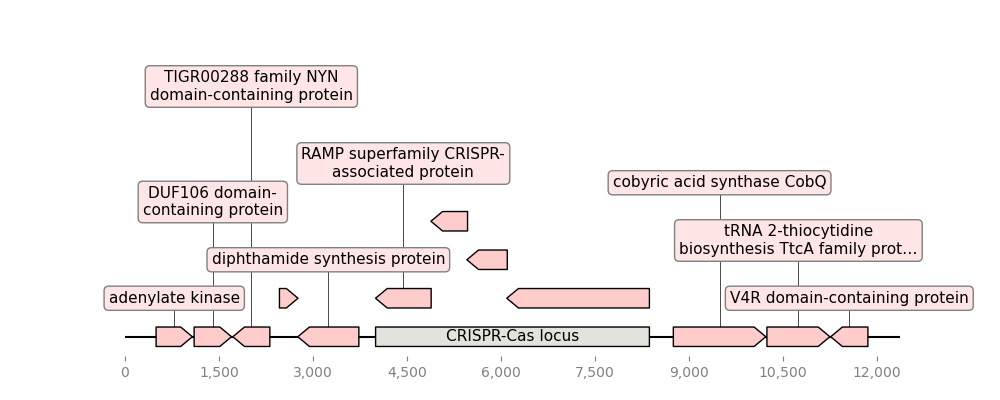 TIGR00288 family NYN
domain-containing protein
RAMP superfamily CRISPR-
associated protein
cobyric acid synthase CobQ
DUF106 domain-
containing protein
tRNA 2-thiocytidine
biosynthesis TtcA family prot...
diphthamide synthesis protein
adenylate kinase
V4R domain-containing protein
CRISPR-Cas locus
0 1,500 3,000 4,500 6,000 7,500 9,000 10,500 12,000